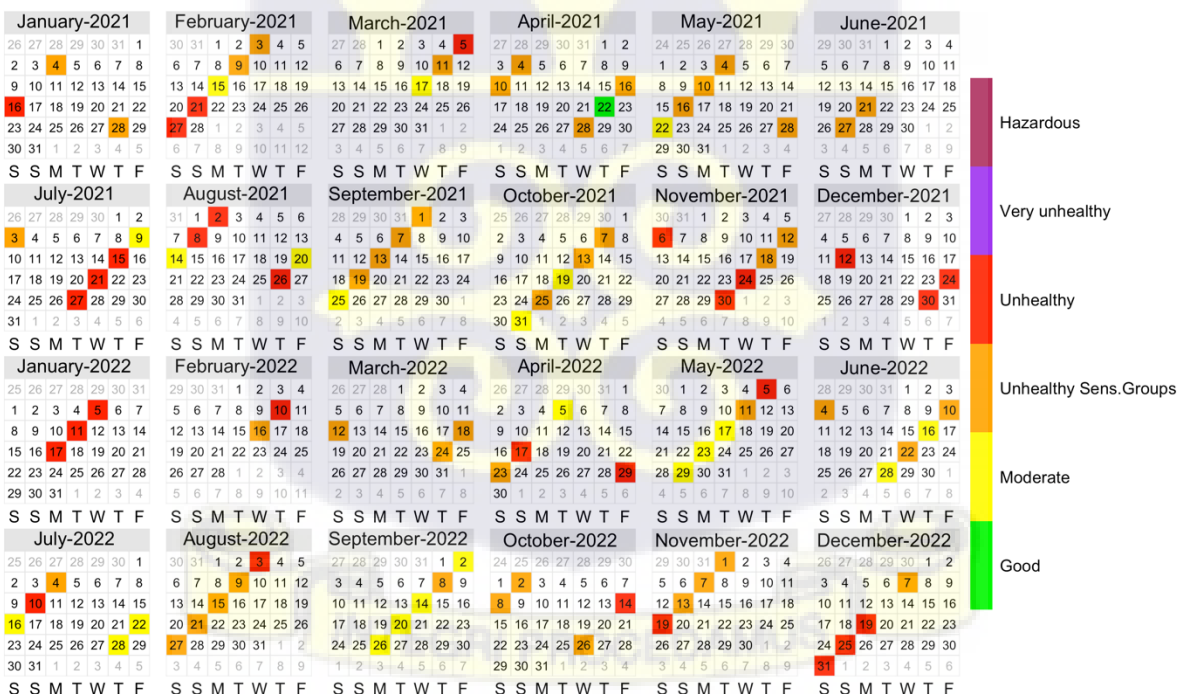 January-2021
26 27 28 29 30 31 1
2 3 4 5 6 7 8
9 10 11 12 13 14 15
16 17 18 19 20 21 22
23 24 25 26 27 28 29
30 31 1 2 3 4 5
S S M T W T F
February-2021
30 31 1 2 3 4 5
6 7 8 9 10 11 12
13 14 15 16 17 18 19
20 21 22 23 24 25 26
27 28 1 2 3 4 5
6 7 8 9 10 11 12
S S M T W T F
March-2021
27 28 1 2 3 4 5
6 7 8 9 10 11 12
13 14 15 16 17 18 19
20 21 22 23 24 25 26
27 28 29 30 31 1 2
3 4 5 6 7 8 9
S S M T W T F
April-2021
27 28 29 30 31 1 2
3 4 5 6 7 8 9
10 11 12 13 14 15 16
17 18 19 20 21 22 23
24 25 26 27 28 29 30
1 2 3 4 5 6 7
S S M T W T F
May-2021
24 25 26 27 28 29 30
1 2 3 4 5 6 7
8 9 10 11 12 13 14
15 16 17 18 19 20 21
22 23 24 25 26 27 28
29 30 31 1 2 3 4
S S M T W T F
June-2021
29 30 31 1 2 3 4
5 6 7 8 9 10 11
12 13 14 15 16 17 18
19 20 21 22 23 24 25
26 27 28 29 30 1 2
3 4 5 6 7 8 9
S S M T W T F
July-2021
26 27 28 29 30 1 2
3 4 5 6 7 8 9
10 11 12 13 14 15 16
17 18 19 20 21 22 23
24 25 26 27 28 29 30
31 1 2 3 4 5 6
S S M T W T F
August-2021
31 1 2 3 4 5 6
7 8 9 10 11 12 13
14 15 16 17 18 19 20
21 22 23 24 25 26 27
28 29 30 31 1 2 3
4 5 6 7 8 9 10
S S M T W T F
September-2021
28 29 30 31 1 2 3
4 5 6 7 8 9 10
11 12 13 14 15 16 17
18 19 20 21 22 23 24
25 26 27 28 29 30 1
2 3 4 5 6 7 8
S S M T W T F
October-2021
25 26 27 28 29 30 1
2 3 4 5 6 7 8
9 10 11 12 13 14 15
16 17 18 19 20 21 22
23 24 25 26 27 28 29
30 31 1 2 3 4 5
S S M T W T F
November-2021
30 31 1 2 3 4 5
6 7 8 9 10 11 12
13 14 15 16 17 18 19
20 21 22 23 24 25 26
27 28 29 30 1 2 3
4 5 6 7 8 9 10
S S M T W T F
December-2021
27 28 29 30 1 2 3
4 5 6 7 8 9 10
11 12 13 14 15 16 17
18 19 20 21 22 23 24
25 26 27 28 29 30 31
1 2 3 4 5 6 7
S S M T W T F
January-2022
25 26 27 28 29 30 31
1 2 3 4 5 6 7
8 9 10 11 12 13 14
15 16 17 18 19 20 21
22 23 24 25 26 27 28
29 30 31 1 2 3 4
S S M T W T F
February-2022
29 30 31 1 2 3 4
5 6 7 8 9 10 11
12 13 14 15 16 17 18
19 20 21 22 23 24 25
26 27 28 1 2 3 4
5 6 7 8 9 10 11
S S M T W T F
March-2022
26 27 28 1 2 3 4
5 6 7 8 9 10 11
12 13 14 15 16 17 18
19 20 21 22 23 24 25
26 27 28 29 30 31 1
2 3 4 5 6 7 8
S S M T W T F
April-2022
26 27 28 29 30 31 1
2 3 4 5 6 7 8
9 10 11 12 13 14 15
16 17 18 19 20 21 22
23 24 25 26 27 28 29
30 1 2 3 4 5 6
S S M T W T F
May-2022
30 1 2 3 4 5 6
7 8 9 10 11 12 13
14 15 16 17 18 19 20
21 22 23 24 25 26 27
28 29 30 31 1 2 3
4 5 6 7 8 9 10
S S M T W T F
June-2022
28 29 30 31 1 2 3
4 5 6 7 8 9 10
11 12 13 14 15 16 17
18 19 20 21 22 23 24
25 26 27 28 29 30 1
2 3 4 5 6 7 8
S S M T W T F
July-2022
25 26 27 28 29 30 1
2 3 4 5 6 7 8
9 10 11 12 13 14 15
16 17 18 19 20 21 22
23 24 25 26 27 28 29
30 31 1 2 3 4 5
S S M T W T F
August-2022
30 31 1 2 3 4 5
6 7 8 9 10 11 12
13 14 15 16 17 18 19
20 21 22 23 24 25 26
27 28 29 30 31 1 2
3 4 5 6 7 8 9
S S M T W T F
September-2022
27 28 29 30 31 1 2
3 4 5 6 7 8 9
10 11 12 13 14 15 16
17 18 19 20 21 22 23
24 25 26 27 28 29 30
1 2 3 4 5 6 7
S S M T W T F
October-2022
24 25 26 27 28 29 30
1 2 3 4 5 6 7
8 9 10 11 12 13 14
15 16 17 18 19 20 21
22 23 24 25 26 27 28
29 30 31 1 2 3 4
S S M T W T F
November-2022
29 30 31 1 2 3 4
5 6 7 8 9 10 11
12 13 14 15 16 17 18
19 20 21 22 23 24 25
26 27 28 29 30 1 2
3 4 5 6 7 8 9
S S M T W T F
December-2022
26 27 28 29 30 1 2
3 4 5 6 7 8 9
10 11 12 13 14 15 16
17 18 19 20 21 22 23
24 25 26 27 28 29 30
31 1 2 3 4 5 6
S S M T W T F
Hazardous
Very unhealthy
Unhealthy
Unhealthy Sens.Groups
Moderate
Good